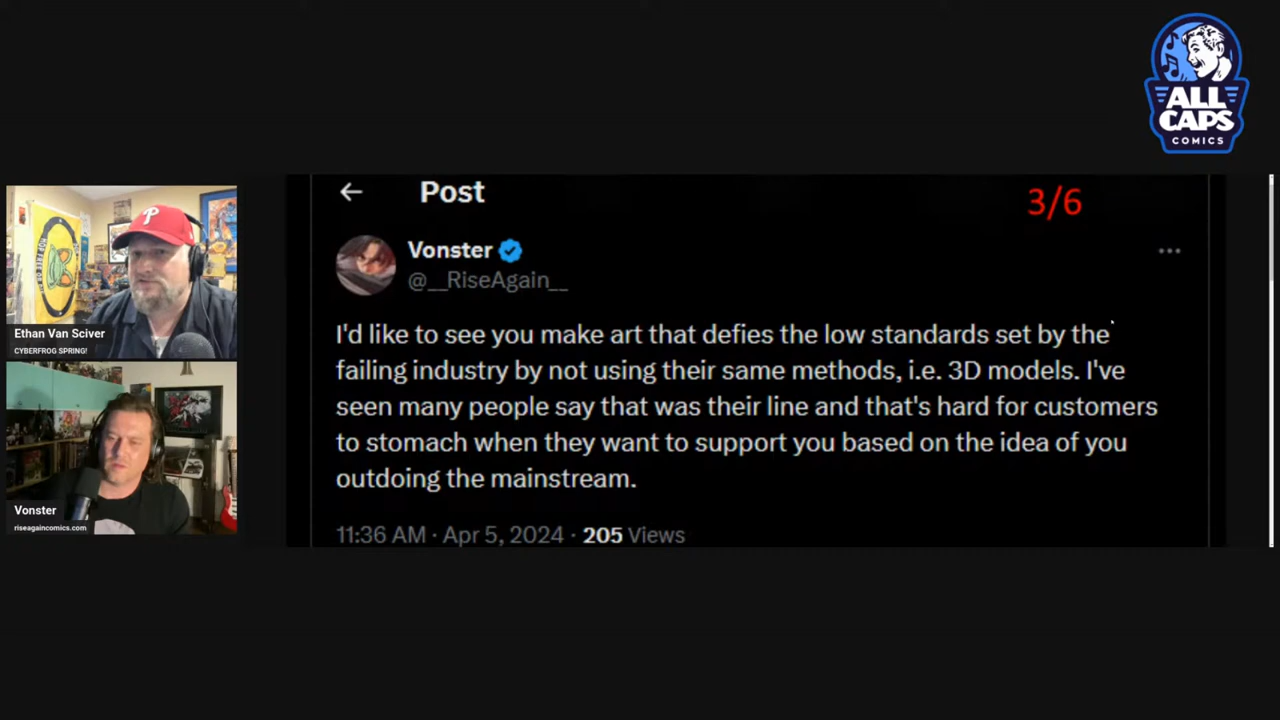 ALL
CAPS
COMICS
Post
3/6
Vonster
@__RiseAgain__
I'd like to see you make art that defies the low standards set by the
failing industry by not using their same methods, i.e. 3D models. I've
seen many people say that was their line and that's hard for customers
to stomach when they want to support you based on the idea of you
outdoing the mainstream.
11:36 AM · Apr 5, 2024 · 205 Views
P
Ethan Van Sciver
CYBERFROG SPRING!
Vonster
riseagaincomics.com